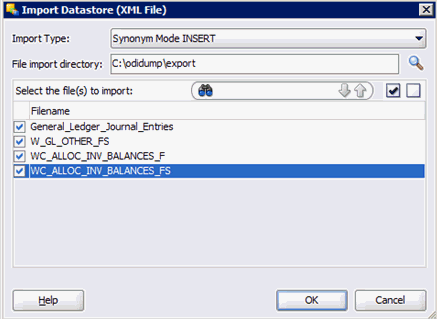 Import Datastore (XML File)
Import Type: Synonym Mode INSERT
File import directory: C:\odidump\export
Select the file(s) to import:
Filename
General_Ledger_Journal_Entries
W_GL_OTHER_FS
WC_ALLOC_INV_BALANCES_F
WC_ALLOC_INV_BALANCES_FS
Help OK Cancel